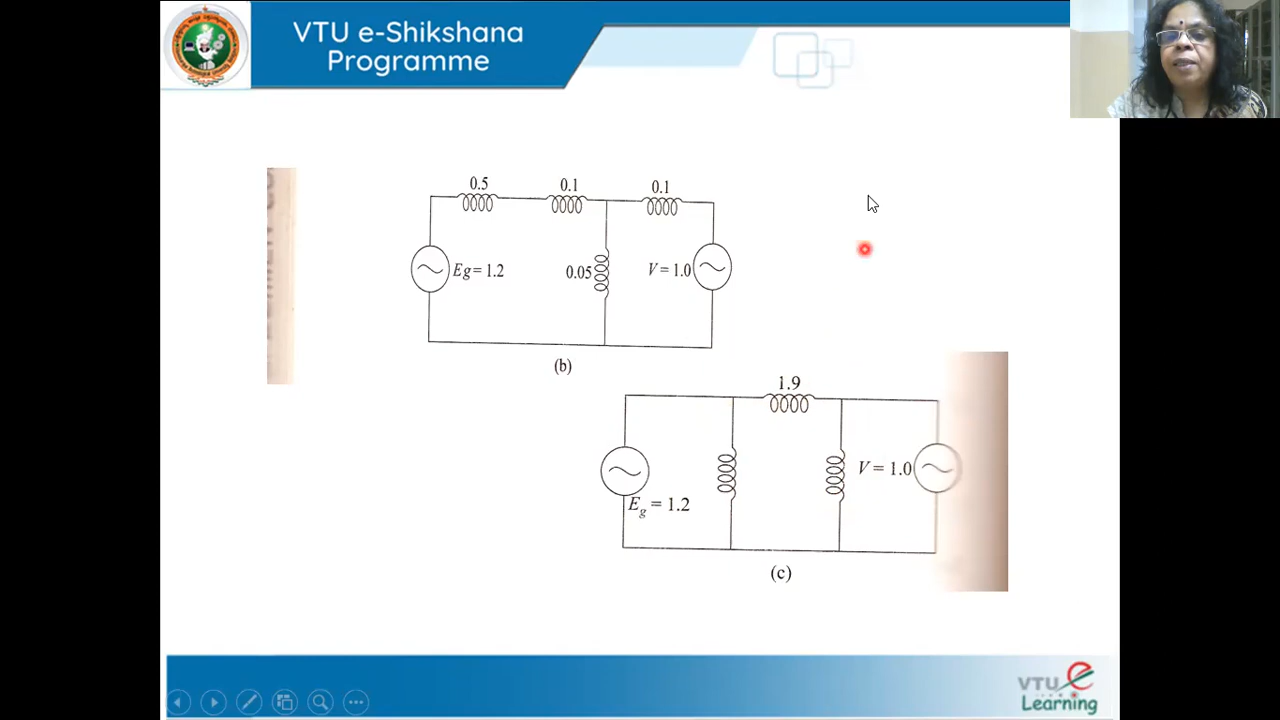 VTU e-Shikshana
Programme
0.5
0.1
0.1
Eg = 1.2
0.05
V = 1.0
(b)
1.9
V = 1.0
Eg = 1.2
(c)
VTU e
Learning